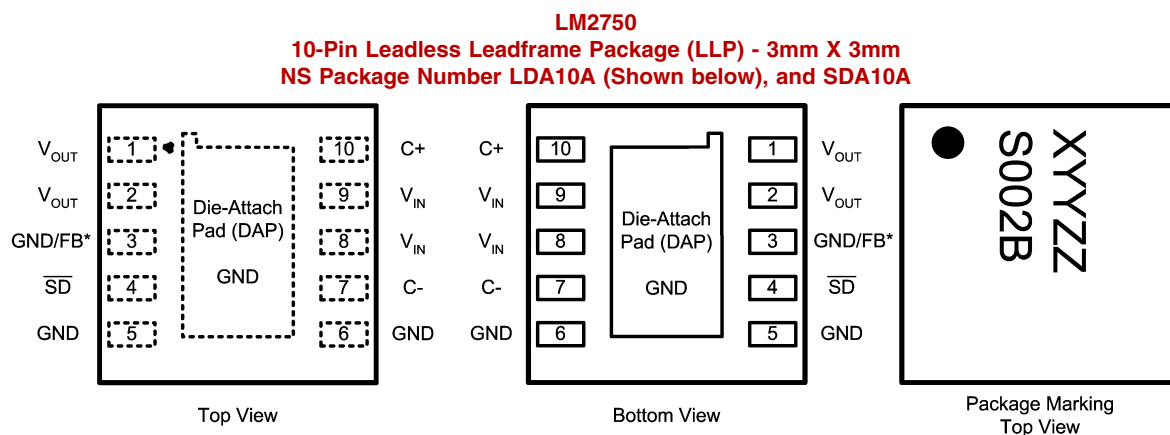 LM2750
10-Pin Leadless Leadframe Package (LLP) - 3mm X 3mm
NS Package Number LDA10A (Shown below), and SDA10A
VOUT 1 10 C+
VOUT 2 9 VIN
GND/FB* 3 8 VIN
SD 4 7 C-
GND 5 6 GND
Die-Attach
Pad (DAP)
GND
Top View
C+ 10 1 VOUT
VIN 9 2 VOUT
VIN 8 3 GND/FB*
C- 7 4 SD
GND 6 5 GND
Die-Attach
Pad (DAP)
GND
Bottom View
XYYZZ
S002B
Package Marking
Top View